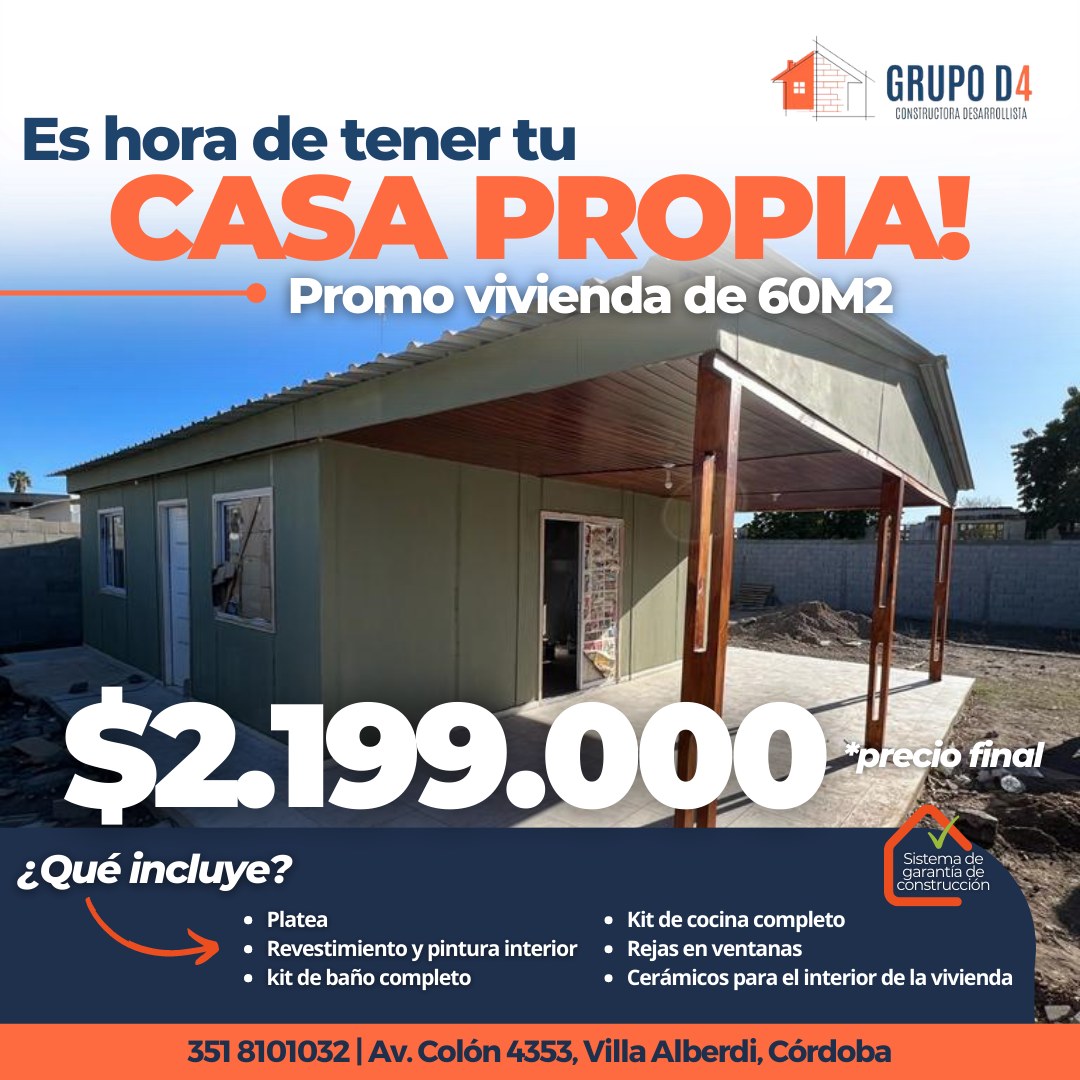 GRUPO D4
CONSTRUCTORA DESARROLLISTA
Es hora de tener tu
CASA PROPIA!
Promo vivienda de 60M2
$2.199.000
*precio final
¿Qué incluye?
• Platea
• Revestimiento y pintura interior
• kit de baño completo
• Kit de cocina completo
• Rejas en ventanas
• Cerámicos para el interior de la vivienda
Sistema de
garantía de
construcción
351 8101032 | Av. Colón 4353, Villa Alberdi, Córdoba